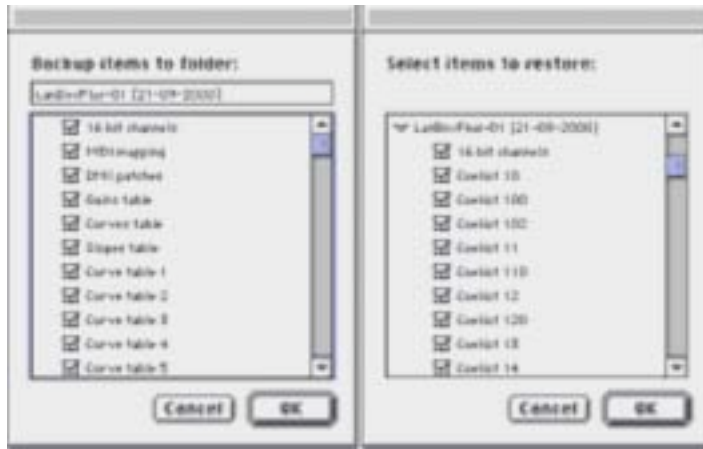 Backup items to folder:
16 bit channels
MIDI mapping
DMX patches
Gains table
Curves table
Slopes table
Curve table 1
Curve table 2
Curve table 3
Curve table 4
Curve table 5
Cancel
OK
Select items to restore:
16 bit channels
Cuelist 10
Cuelist 100
Cuelist 102
Cuelist 11
Cuelist 110
Cuelist 12
Cuelist 120
Cuelist 13
Cuelist 14
Cancel
OK